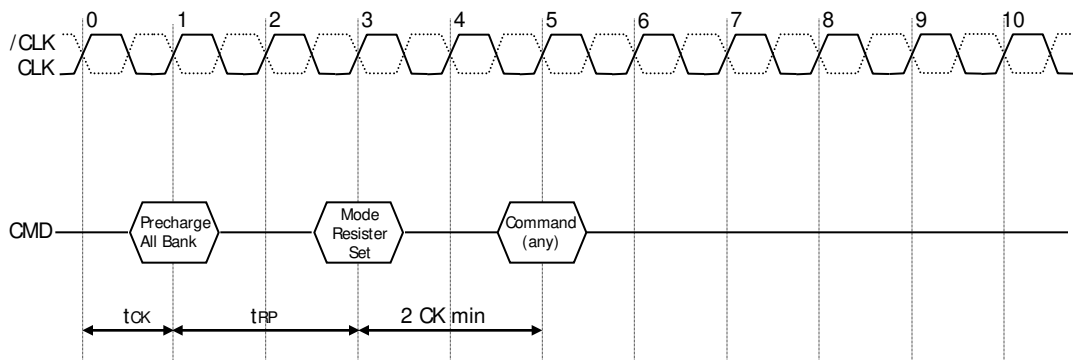 0 1 2 3 4 5 6 7 8 9 10
/CLK
CLK
CMD
Precharge
All Bank
Mode
Resister
Set
Command
(any)
tCK
tRP
2 CK min